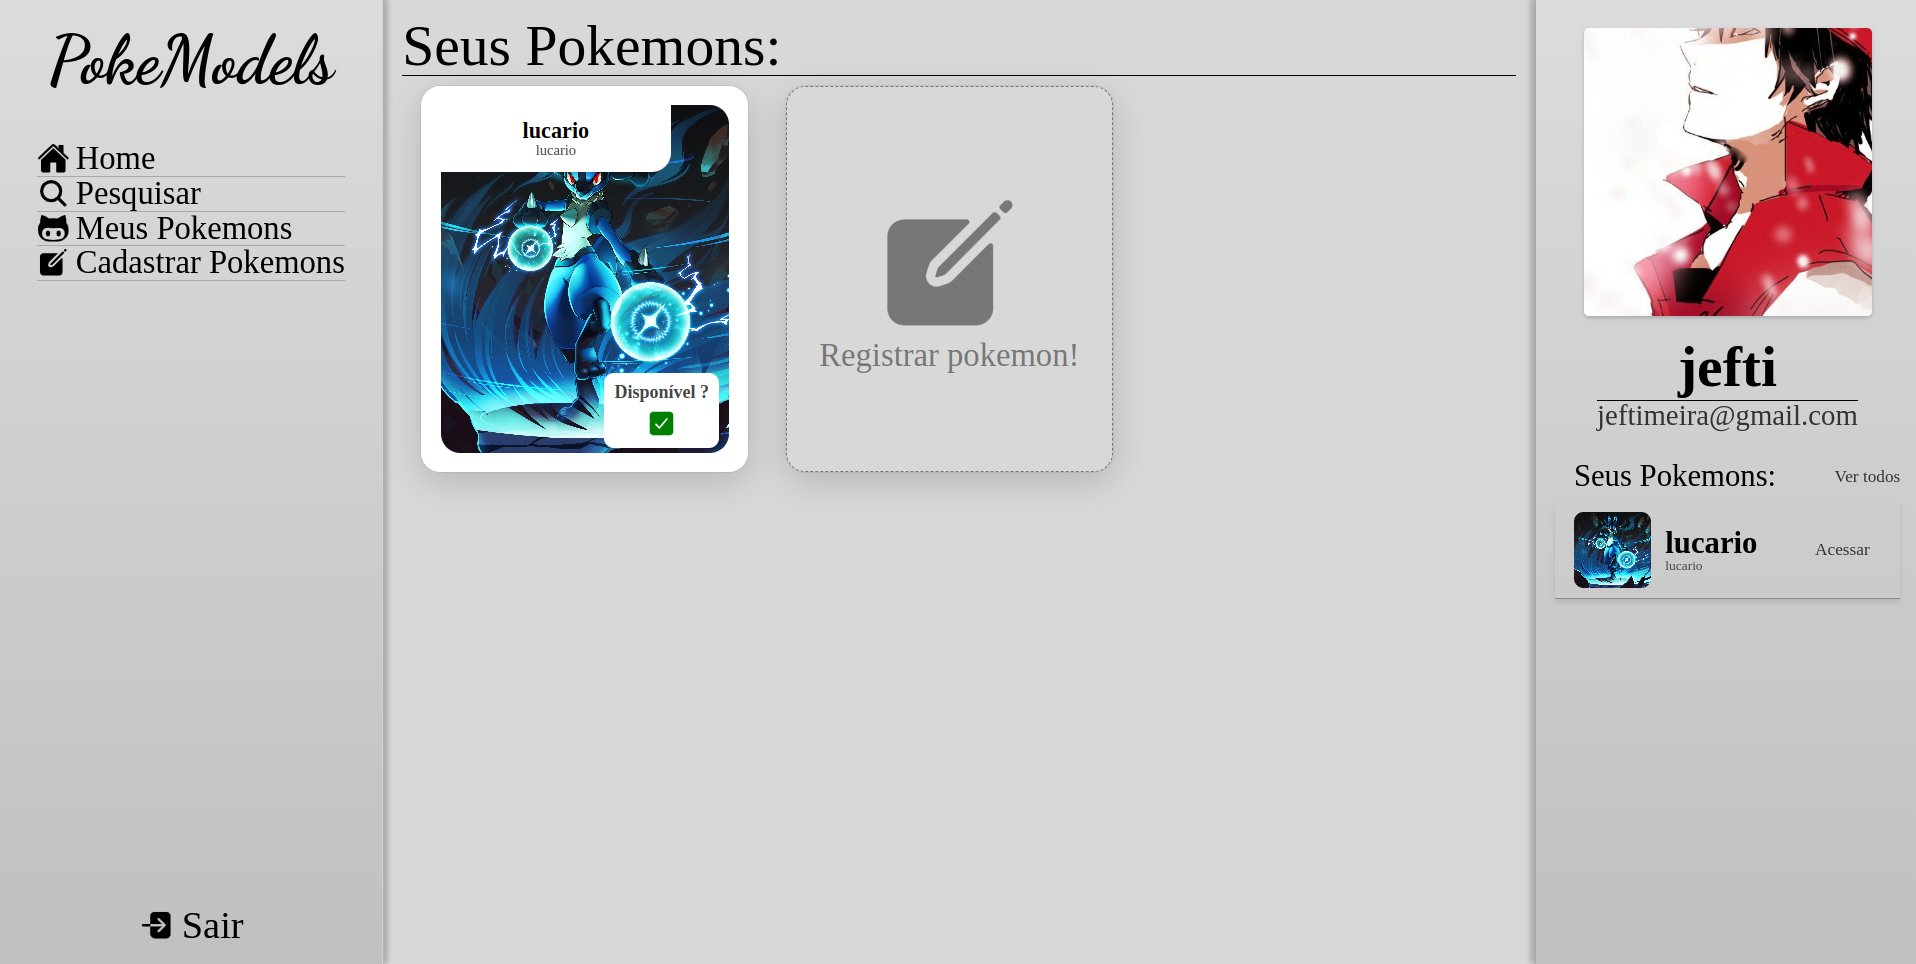 PokeModels
Home
Pesquisar
Meus Pokemons
Cadastrar Pokemons
Sair
Seus Pokemons:
lucario
lucario
Disponível ?
Registrar pokemon!
jefti
jeftimeira@gmail.com
Seus Pokemons:
Ver todos
lucario
lucario
Acessar